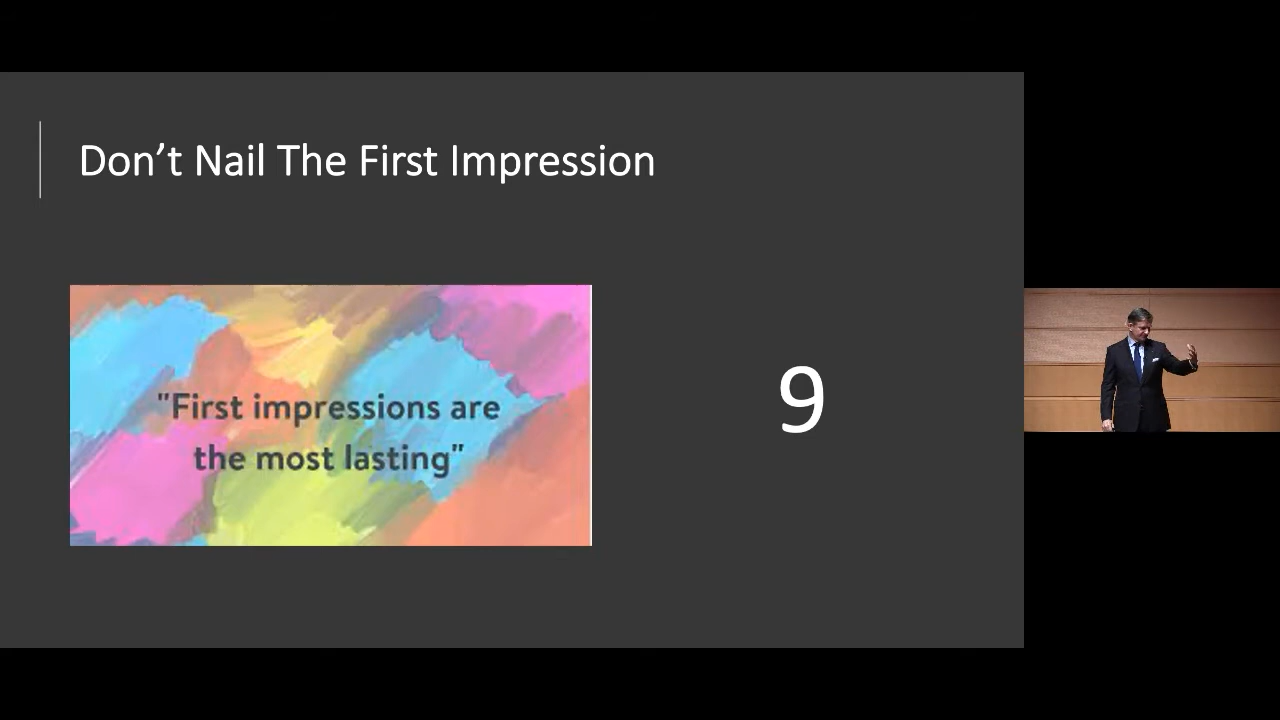 Don’t Nail The First Impression
"First impressions are
the most lasting"
9